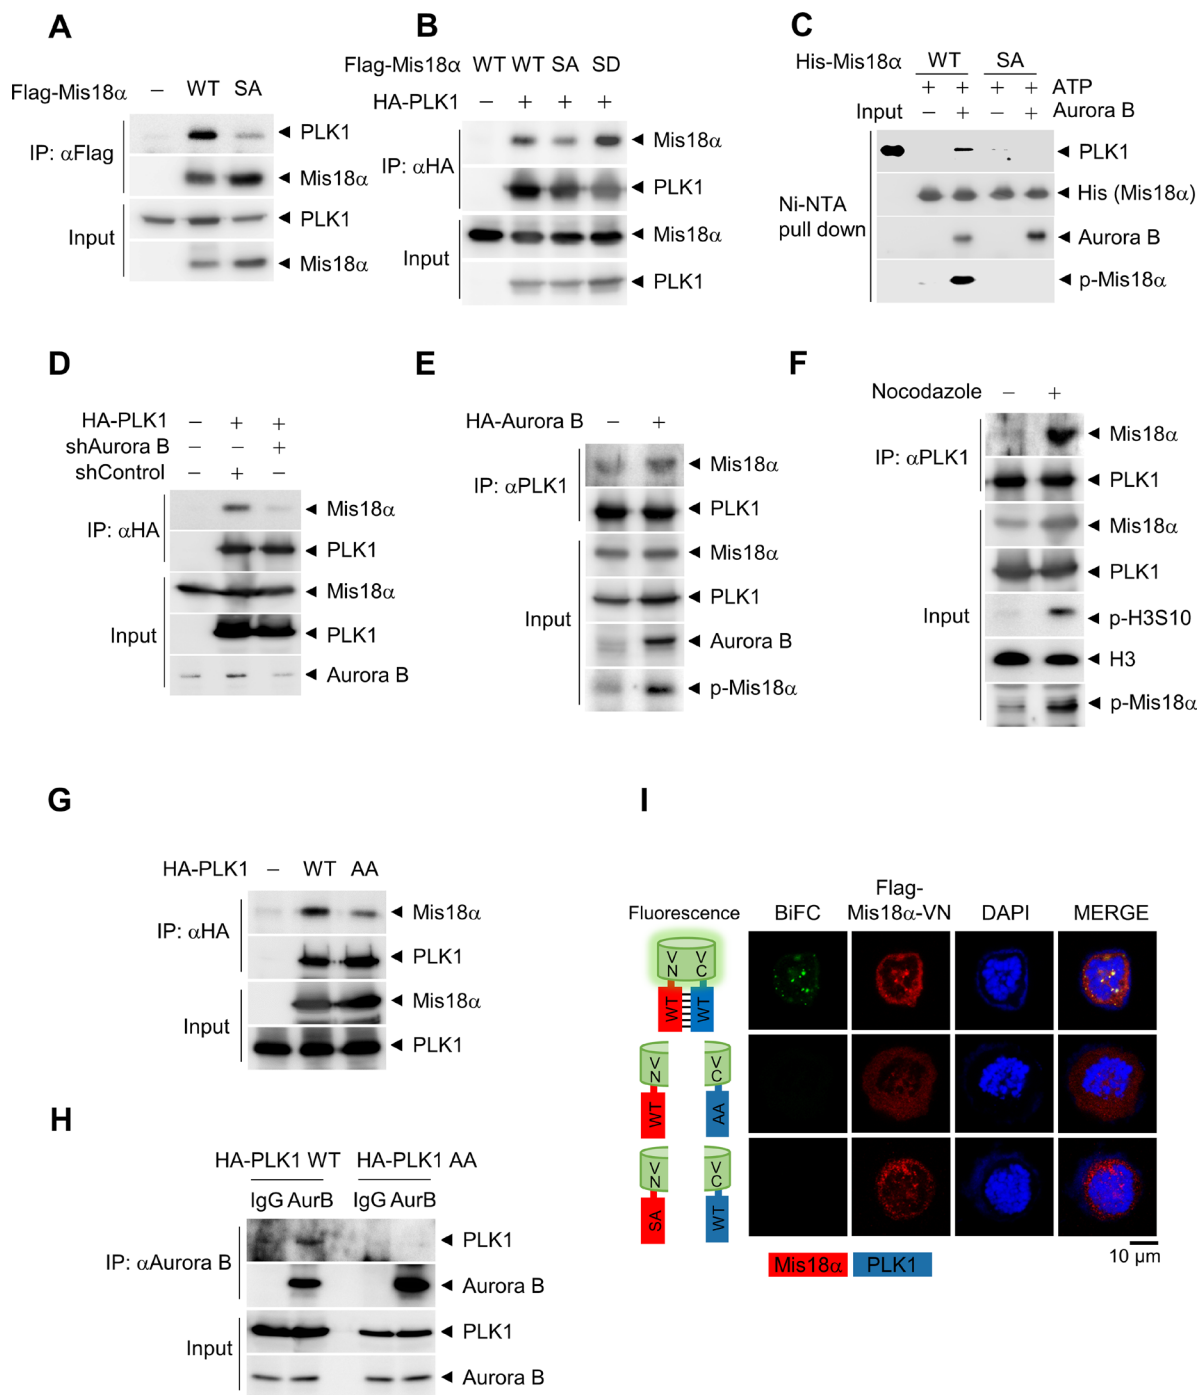 A
Flag-Mis18α – WT SA
IP: αFlag
PLK1
Mis18α
Input
PLK1
Mis18α
B
Flag-Mis18α WT WT SA SD
HA-PLK1 – + + +
IP: αHA
Mis18α
PLK1
Input
Mis18α
PLK1
C
His-Mis18α WT SA
+ + + + ATP
Input – + – + Aurora B
Ni-NTA
pull down
PLK1
His (Mis18α)
Aurora B
p-Mis18α
D
HA-PLK1 – + +
shAurora B – – +
shControl – + –
IP: αHA
Mis18α
PLK1
Input
Mis18α
PLK1
Aurora B
E
HA-Aurora B – +
IP: αPLK1
Mis18α
PLK1
Input
Mis18α
PLK1
Aurora B
p-Mis18α
F
Nocodazole – +
IP: αPLK1
Mis18α
PLK1
Input
Mis18α
PLK1
p-H3S10
H3
p-Mis18α
G
HA-PLK1 – WT AA
IP: αHA
Mis18α
PLK1
Input
Mis18α
PLK1
H
HA-PLK1 WT HA-PLK1 AA
IgG AurB IgG AurB
IP: αAurora B
PLK1
Aurora B
Input
PLK1
Aurora B
I
Fluorescence BiFC Flag-
Mis18α-VN DAPI MERGE
VN VC
WT WT
VN VC
WT AA
VN VC
SA WT
10 μm
Mis18α PLK1